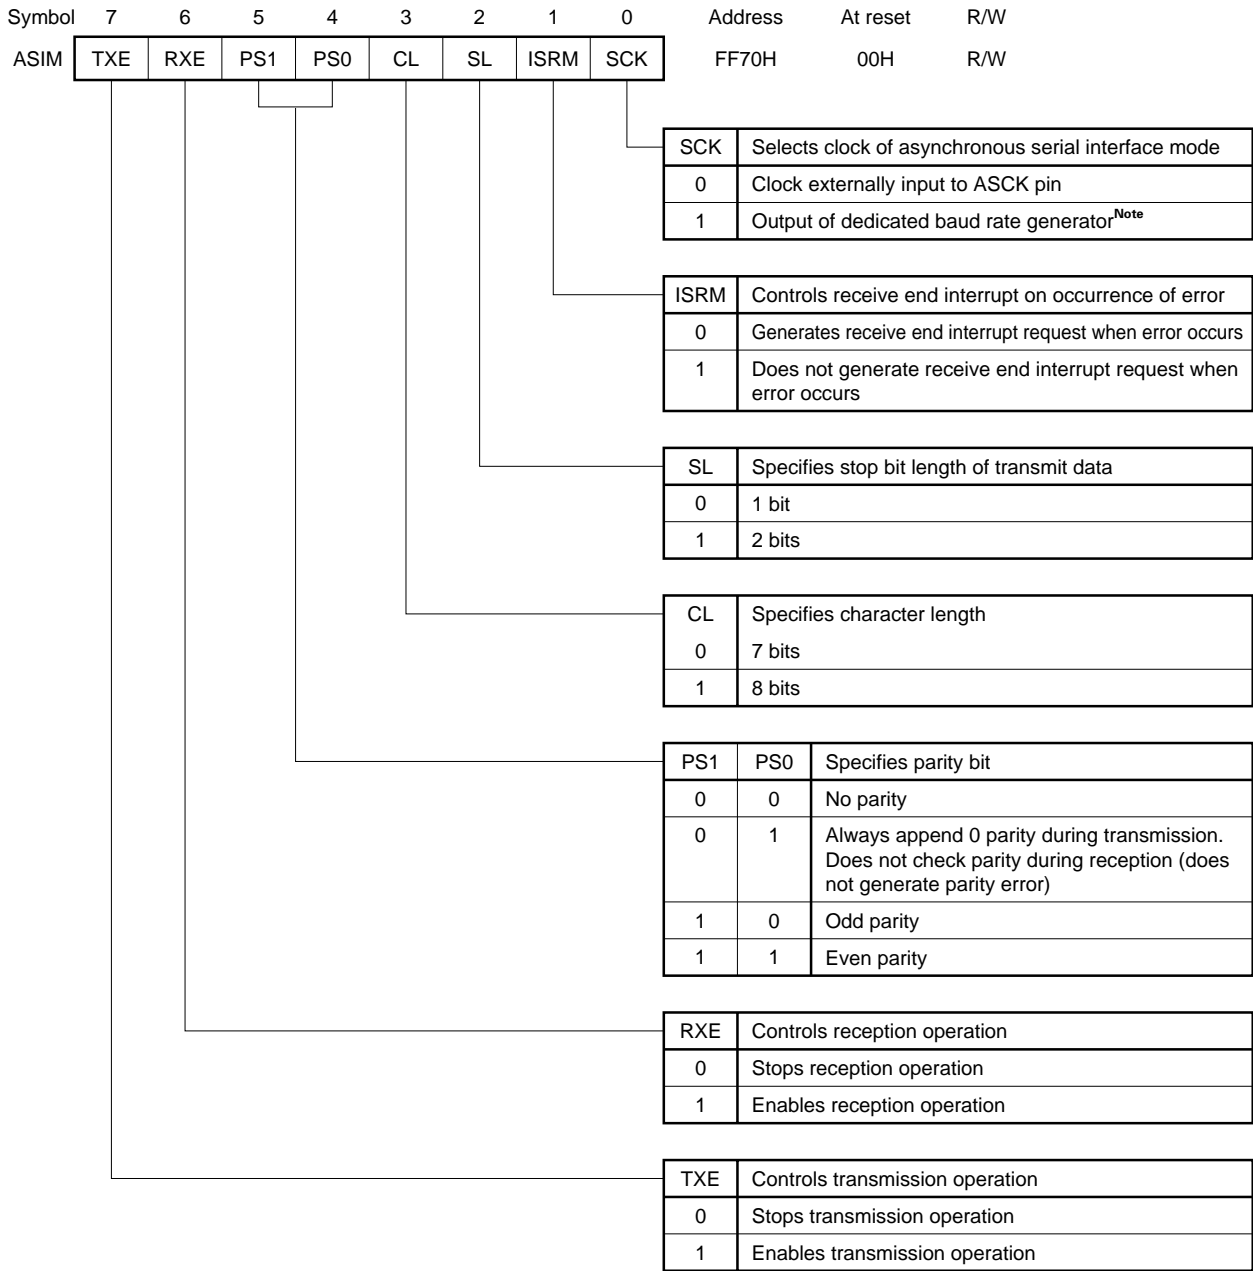 Symbol 7 6 5 4 3 2 1 0 Address At reset R/W
ASIM TXE RXE PS1 PS0 CL SL ISRM SCK FF70H 00H R/W
SCK Selects clock of asynchronous serial interface mode
0 Clock externally input to ASCK pin
1 Output of dedicated baud rate generatorNote
ISRM Controls receive end interrupt on occurrence of error
0 Generates receive end interrupt request when error occurs
1 Does not generate receive end interrupt request when
error occurs
SL Specifies stop bit length of transmit data
0 1 bit
1 2 bits
CL Specifies character length
0 7 bits
1 8 bits
PS1 PS0 Specifies parity bit
0 0 No parity
0 1 Always append 0 parity during transmission.
Does not check parity during reception (does
not generate parity error)
1 0 Odd parity
1 1 Even parity
RXE Controls reception operation
0 Stops reception operation
1 Enables reception operation
TXE Controls transmission operation
0 Stops transmission operation
1 Enables transmission operation